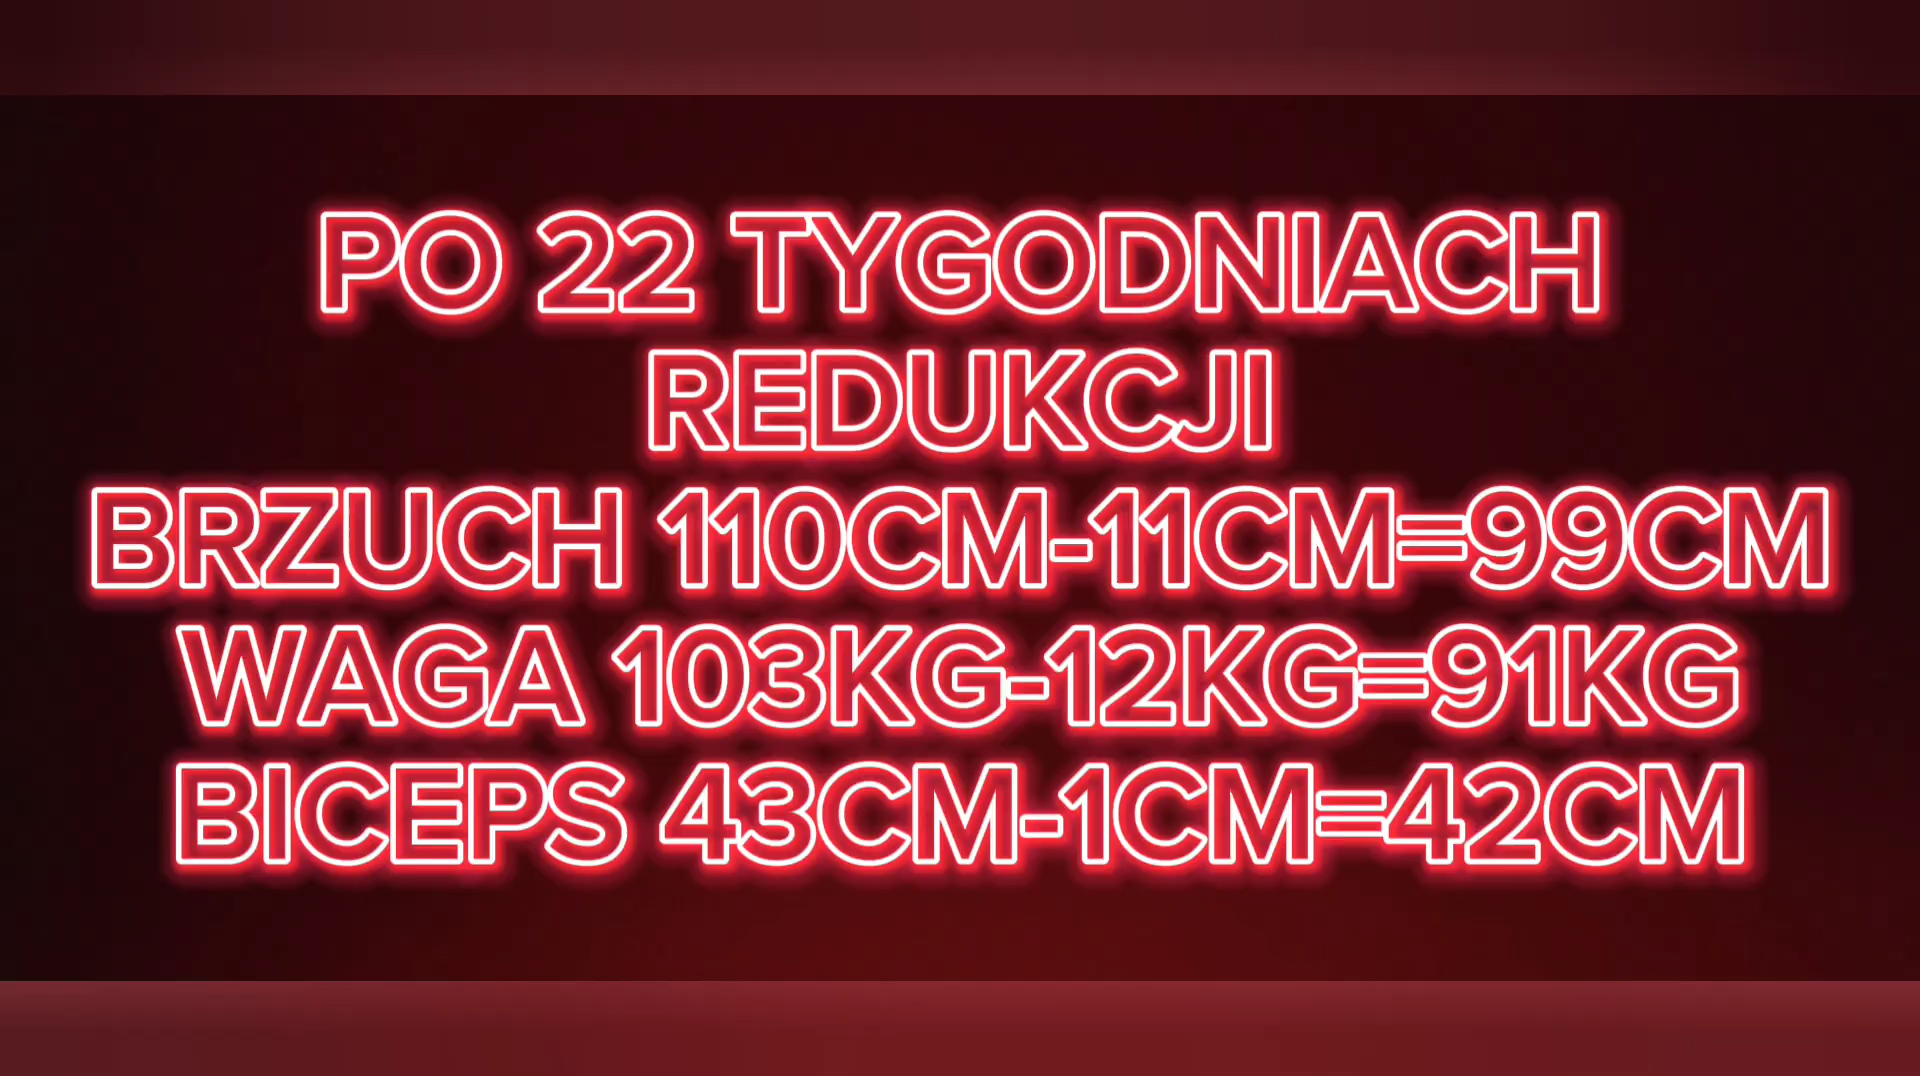 PO 22 TYGODNIACH
REDUKCJI
BRZUCH 110CM-11CM=99CM
WAGA 103KG-12KG=91KG
BICEPS 43CM-1CM=42CM